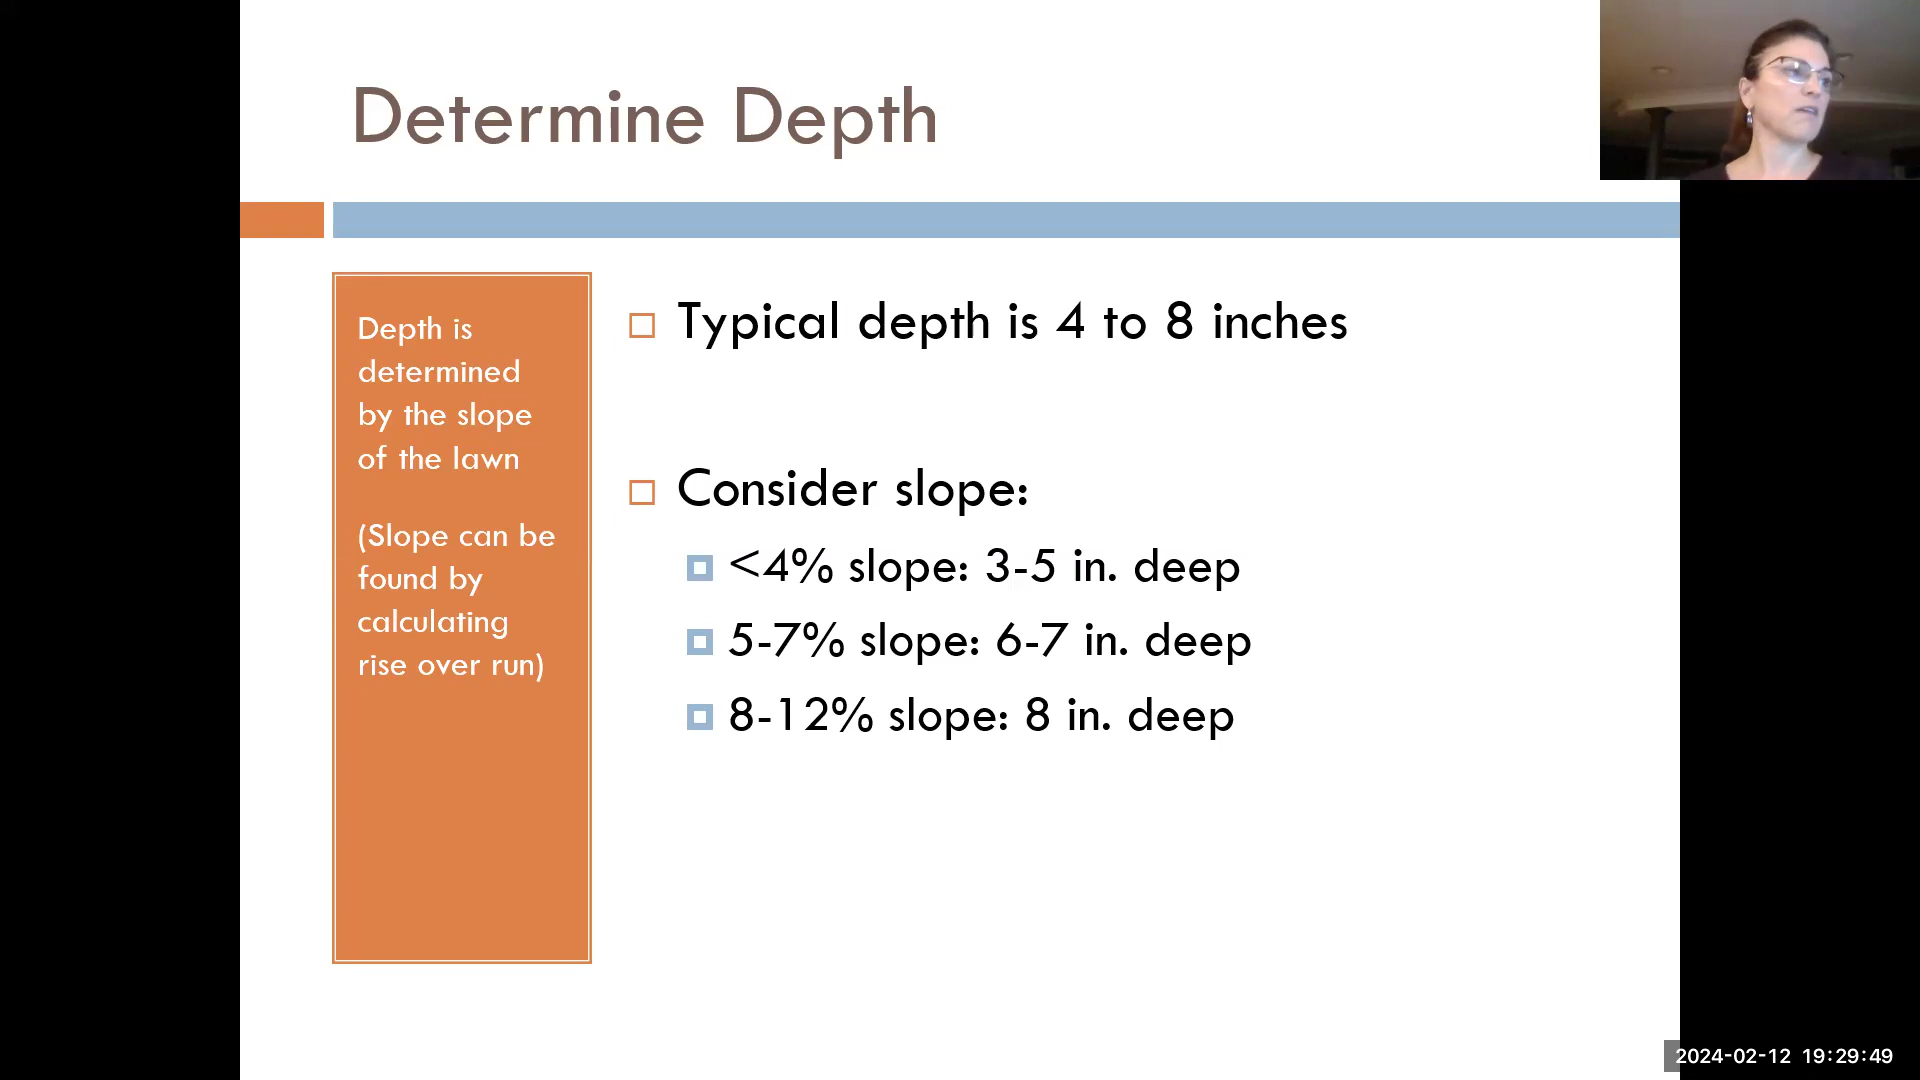 Determine Depth
Depth is
determined
by the slope
of the lawn
(Slope can be
found by
calculating
rise over run)
Typical depth is 4 to 8 inches
Consider slope:
<4% slope: 3-5 in. deep
5-7% slope: 6-7 in. deep
8-12% slope: 8 in. deep
2024-02-12 19:29:49